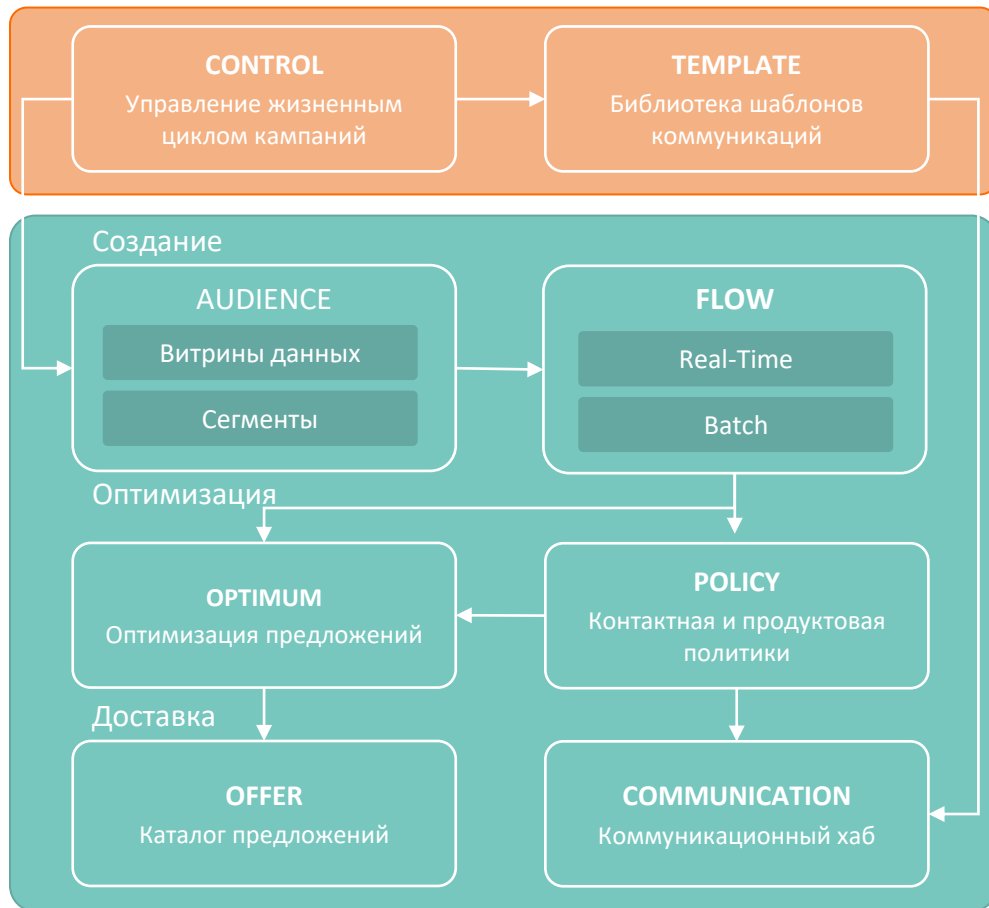 CONTROL
Управление жизненным
циклом кампаний
TEMPLATE
Библиотека шаблонов
коммуникаций
Создание
AUDIENCE
Витрины данных
Сегменты
FLOW
Real-Time
Batch
Оптимизация
OPTIMUM
Оптимизация предложений
POLICY
Контактная и продуктовая
политики
Доставка
OFFER
Каталог предложений
COMMUNICATION
Коммуникационный хаб